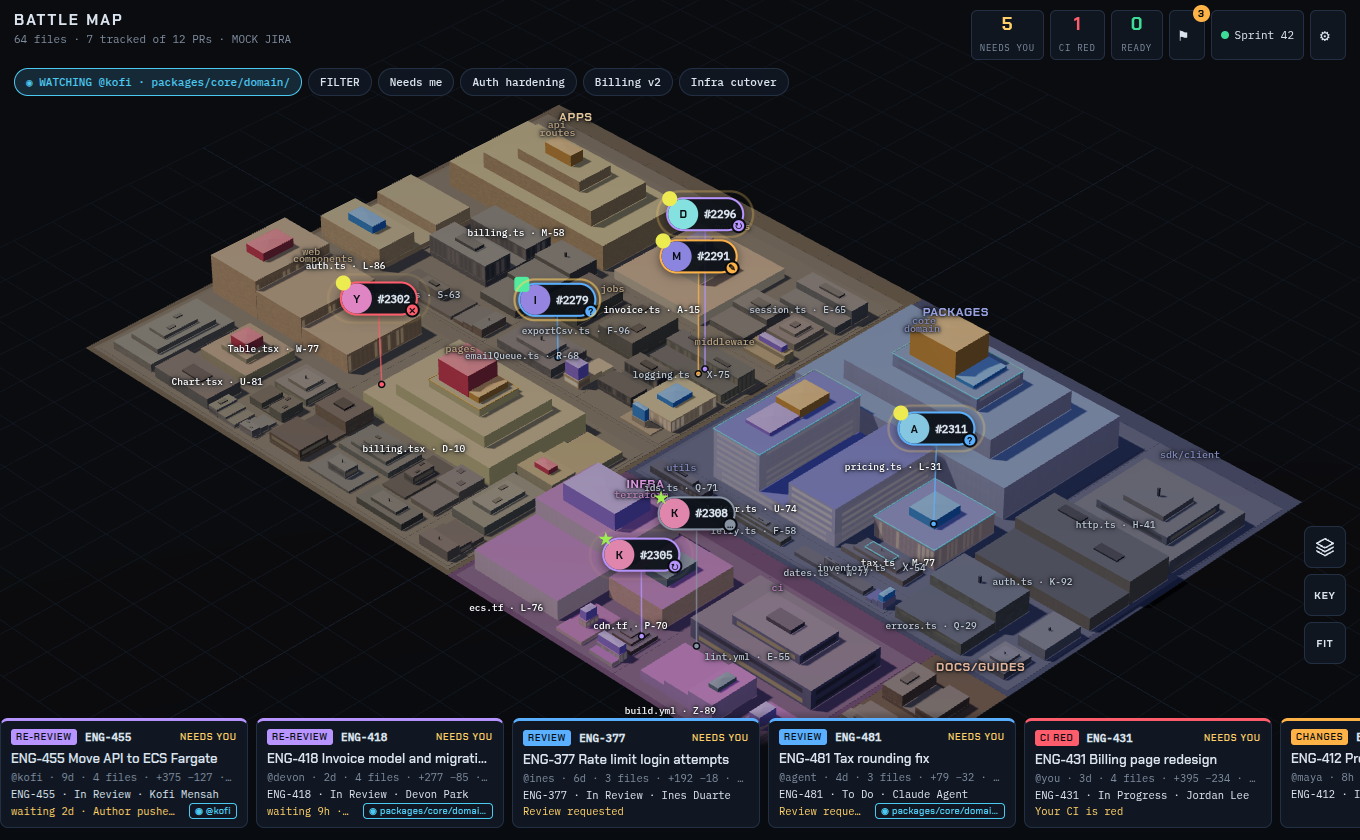 BATTLE MAP
64 files · 7 tracked of 12 PRs · MOCK JIRA
5
NEEDS YOU
1
CI RED
0
READY
3
Sprint 42
WATCHING @kofi · packages/core/domain/
FILTER
Needs me
Auth hardening
Billing v2
Infra cutover
APPS
api
routes
D #2296
billing.ts · M-58
M #2291
web
components
auth.ts · L-86
Y #2302
S-63
I #2279
jobs
invoice.ts · A-15
session.ts · E-65
PACKAGES
core
domain
exportCsv.ts · F-96
middleware
Table.tsx · W-77
pages
emailQueue.ts · R-68
logging.ts · X-75
Chart.tsx · U-81
A #2311
billing.tsx · D-10
sdk/client
utils
pricing.ts · L-31
INFRA
terraform
ids.ts · Q-71
K #2308
r.ts · U-74
http.ts · H-41
retry.ts · F-58
K #2305
tax.ts · M-77
inventory.ts · X-54
dates.ts · W-77
auth.ts · K-92
ci
ecs.tf · L-76
cdn.tf · P-70
errors.ts · Q-29
lint.yml · E-55
DOCS/GUIDES
build.yml · Z-89
KEY
FIT
RE-REVIEW ENG-455 NEEDS YOU
ENG-455 Move API to ECS Fargate
@kofi · 9d · 4 files · +375 -127 ·…
ENG-455 · In Review · Kofi Mensah
waiting 2d · Author pushe… @kofi
RE-REVIEW ENG-418 NEEDS YOU
ENG-418 Invoice model and migrati…
@devon · 2d · 4 files · +277 -85 ·…
ENG-418 · In Review · Devon Park
waiting 9h ·… packages/core/domai…
REVIEW ENG-377 NEEDS YOU
ENG-377 Rate limit login attempts
@ines · 6d · 3 files · +192 -18 · …
ENG-377 · In Review · Ines Duarte
Review requested
REVIEW ENG-481 NEEDS YOU
ENG-481 Tax rounding fix
@agent · 4d · 3 files · +79 -32 · …
ENG-481 · To Do · Claude Agent
Review reque… packages/core/domai…
CI RED ENG-431 NEEDS YOU
ENG-431 Billing page redesign
@you · 3d · 4 files · +395 -234 · …
ENG-431 · In Progress · Jordan Lee
Your CI is red
CHANGES
ENG-412 Pr
@maya · 8h
ENG-412 · I